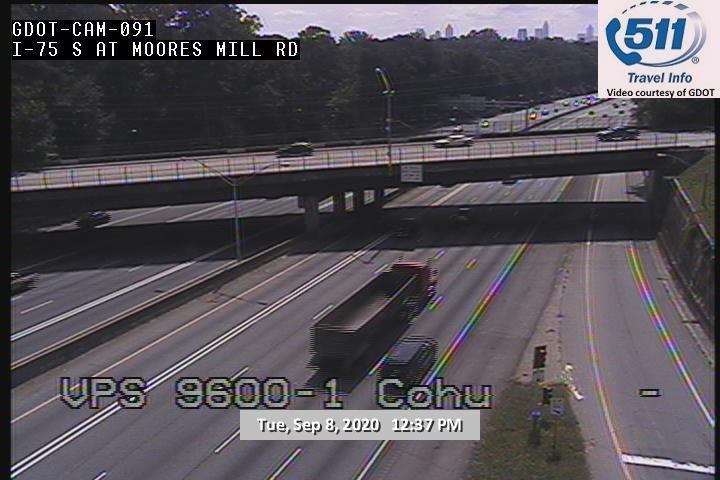 GDOT-CAM-091
I-75 S AT MOORES MILL RD
511
®
Travel Info
Video courtesy of GDOT
VPS 9600-1 Cohu -
Tue, Sep 8, 2020 12:37 PM